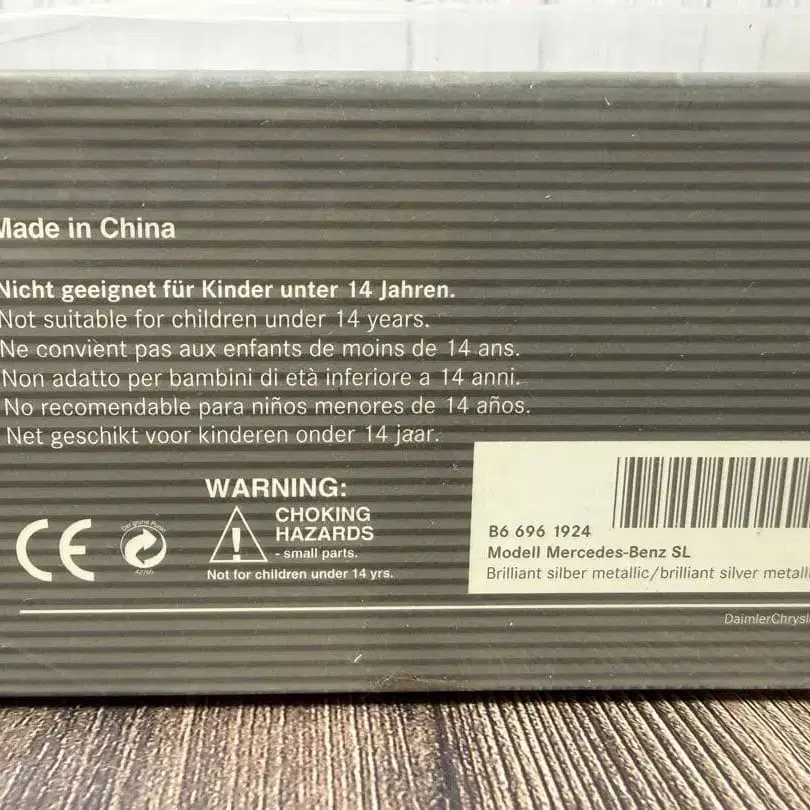 Made in China
Nicht geeignet für Kinder unter 14 Jahren.
Not suitable for children under 14 years.
Ne convient pas aux enfants de moins de 14 ans.
Non adatto per bambini di età inferiore a 14 anni.
No recomendable para niños menores de 14 años.
Net geschikt voor kinderen onder 14 jaar.
WARNING:
CHOKING
HAZARDS
- small parts.
Not for children under 14 yrs.
CE
Der grüne Punkt
B6 696 1924
Modell Mercedes-Benz SL
Brilliant silber metallic/brilliant silver metalli
DaimlerChrysl